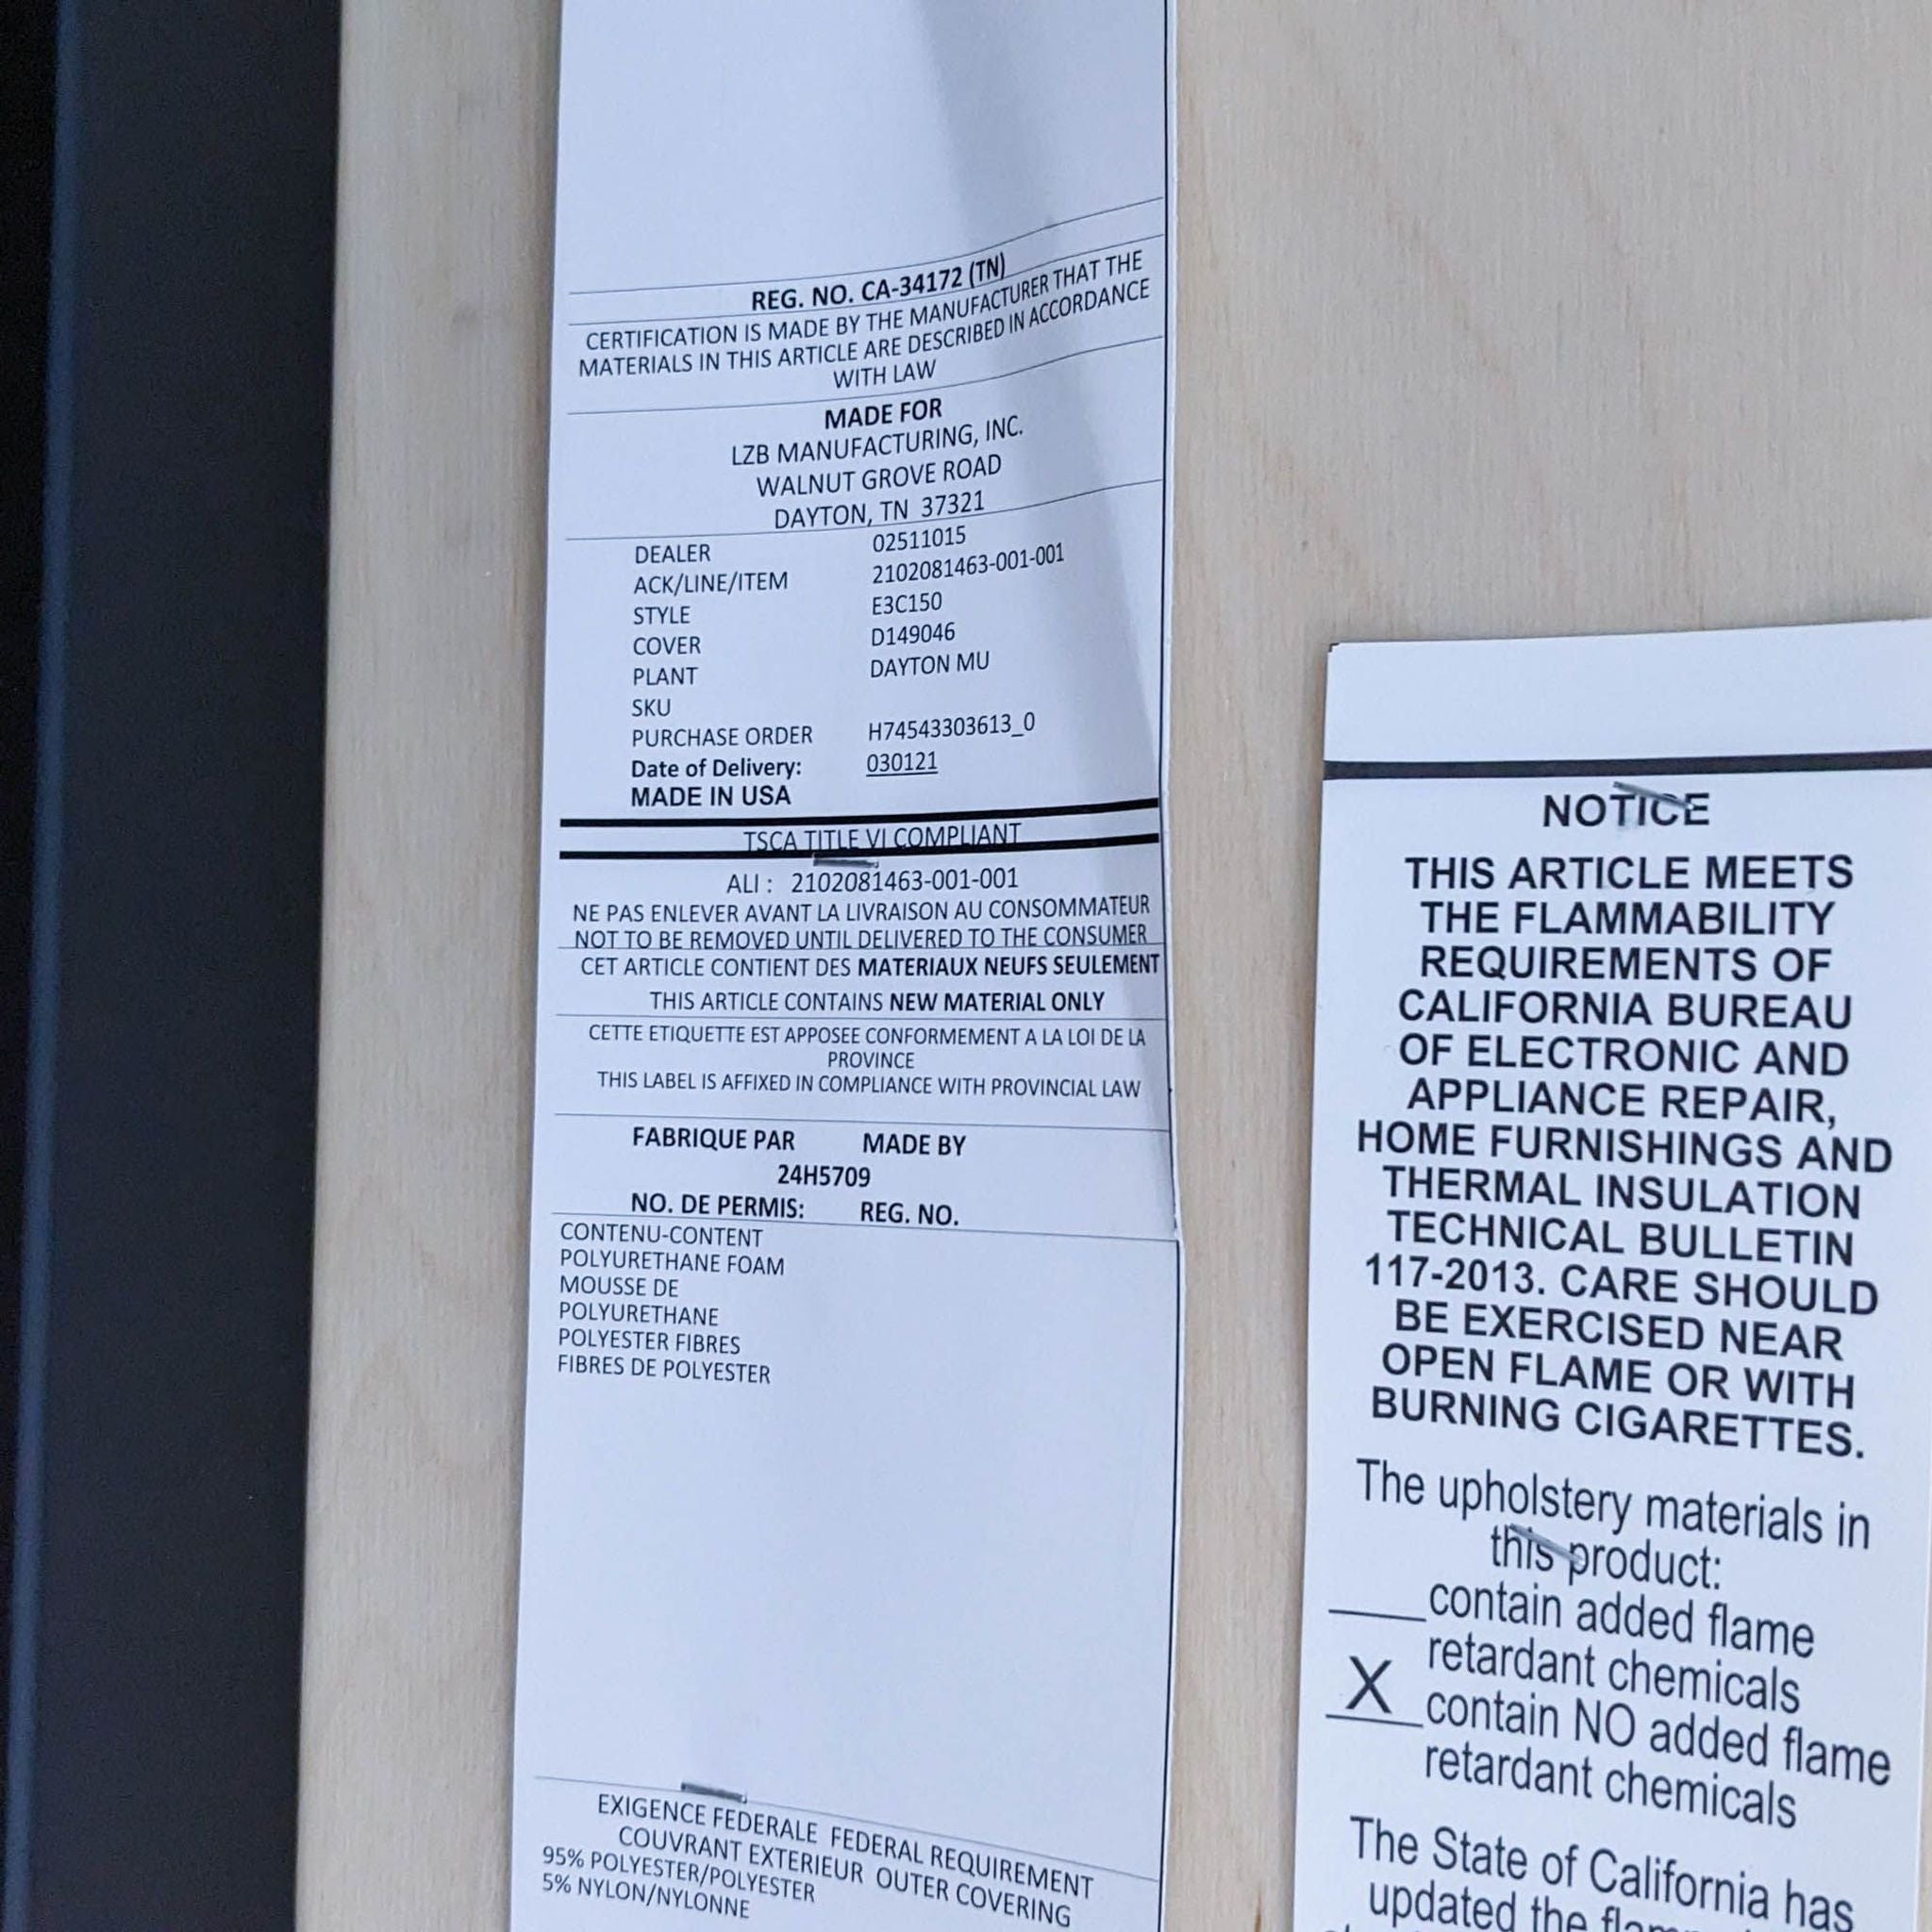 REG. NO. CA-34172 (TN)
CERTIFICATION IS MADE BY THE MANUFACTURER THAT THE
MATERIALS IN THIS ARTICLE ARE DESCRIBED IN ACCORDANCE
WITH LAW
MADE FOR
LZB MANUFACTURING, INC.
WALNUT GROVE ROAD
DAYTON, TN 37321
DEALER 02511015
ACK/LINE/ITEM 2102081463-001-001
STYLE E3C150
COVER D149046
PLANT DAYTON MU
SKU
PURCHASE ORDER H74543303613_0
Date of Delivery: 030121
MADE IN USA
TSCA TITLE VI COMPLIANT
ALI : 2102081463-001-001
NE PAS ENLEVER AVANT LA LIVRAISON AU CONSOMMATEUR
NOT TO BE REMOVED UNTIL DELIVERED TO THE CONSUMER
CET ARTICLE CONTIENT DES MATERIAUX NEUFS SEULEMENT
THIS ARTICLE CONTAINS NEW MATERIAL ONLY
CETTE ETIQUETTE EST APPOSEE CONFORMEMENT A LA LOI DE LA
PROVINCE
THIS LABEL IS AFFIXED IN COMPLIANCE WITH PROVINCIAL LAW
FABRIQUE PAR MADE BY
24H5709
NO. DE PERMIS: REG. NO.
CONTENU-CONTENT
POLYURETHANE FOAM
MOUSSE DE
POLYURETHANE
POLYESTER FIBRES
FIBRES DE POLYESTER
EXIGENCE FEDERALE FEDERAL REQUIREMENT
COUVRANT EXTERIEUR OUTER COVERING
95% POLYESTER/POLYESTER
5% NYLON/NYLONNE
NOTICE
THIS ARTICLE MEETS
THE FLAMMABILITY
REQUIREMENTS OF
CALIFORNIA BUREAU
OF ELECTRONIC AND
APPLIANCE REPAIR,
HOME FURNISHINGS AND
THERMAL INSULATION
TECHNICAL BULLETIN
117-2013. CARE SHOULD
BE EXERCISED NEAR
OPEN FLAME OR WITH
BURNING CIGARETTES.
The upholstery materials in
this product:
____contain added flame
retardant chemicals
X contain NO added flame
retardant chemicals
The State of California has
updated the